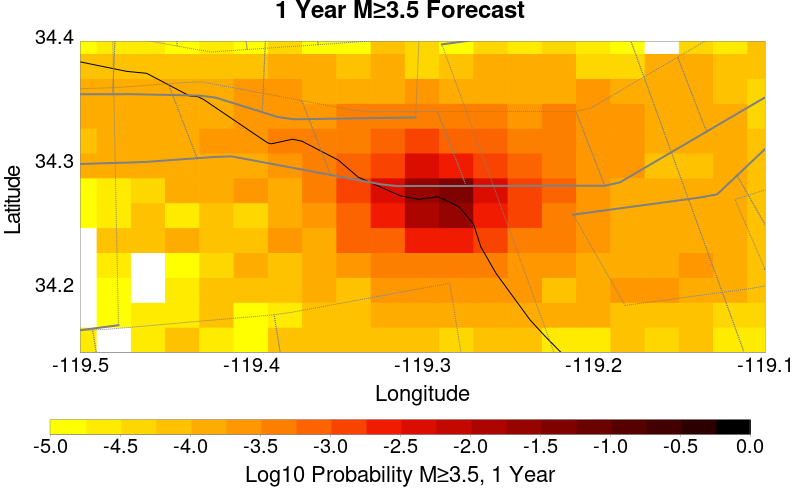 1 Year M≥3.5 Forecast
34.4
34.3
34.2
Latitude
-119.5 -119.4 -119.3 -119.2 -119.1
Longitude
-5.0 -4.5 -4.0 -3.5 -3.0 -2.5 -2.0 -1.5 -1.0 -0.5 0.0
Log10 Probability M≥3.5, 1 Year